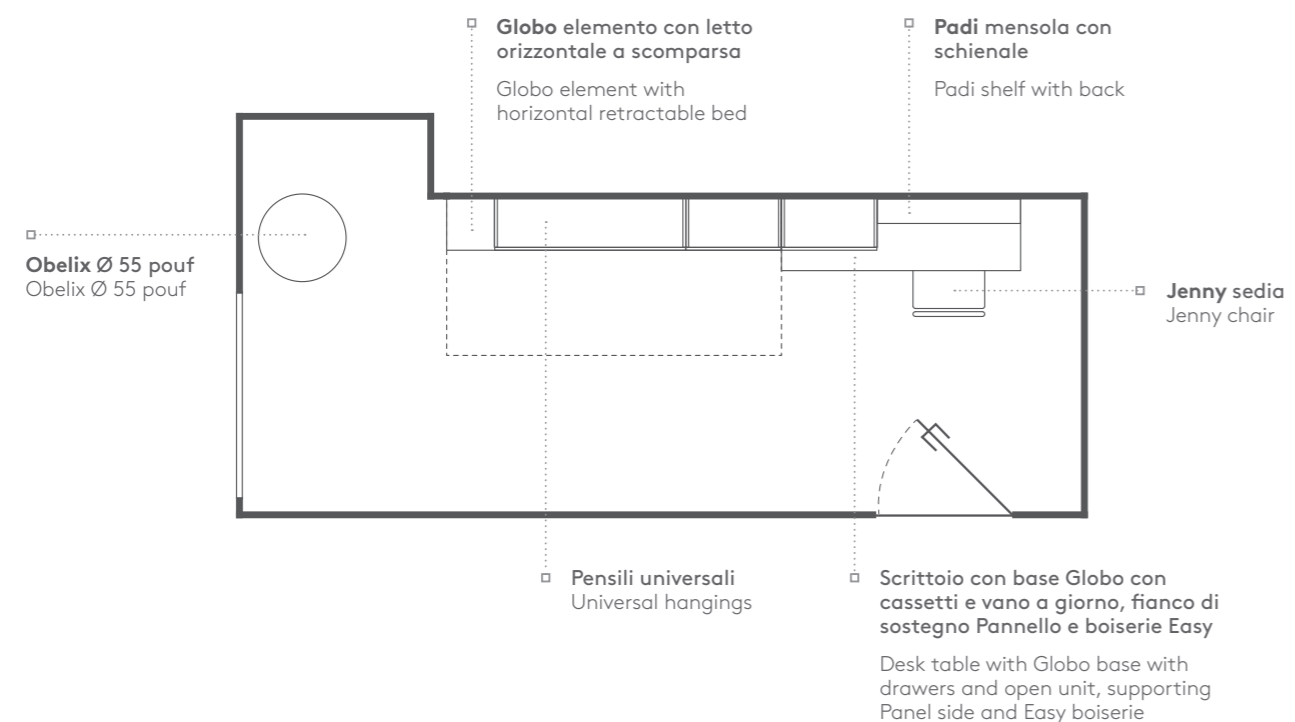 Globo elemento con letto
orizzontale a scomparsa
Globo element with
horizontal retractable bed
Padi mensola con
schienale
Padi shelf with back
Obelix Ø 55 pouf
Obelix Ø 55 pouf
Jenny sedia
Jenny chair
Pensili universali
Universal hangings
Scrittoio con base Globo con
cassetti e vano a giorno, fianco di
sostegno Pannello e boiserie Easy
Desk table with Globo base with
drawers and open unit, supporting
Panel side and Easy boiserie